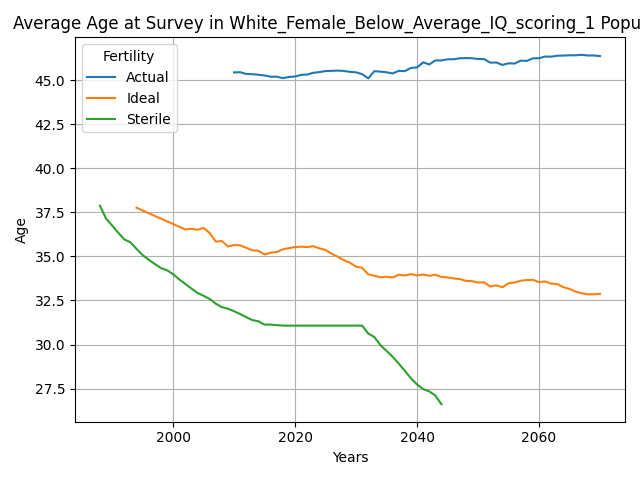 Average Age at Survey in White_Female_Below_Average_IQ_scoring_1 Popu
Fertility
Actual
Ideal
Sterile
45.0
42.5
40.0
37.5
35.0
32.5
30.0
27.5
Age
2000 2020 2040 2060
Years